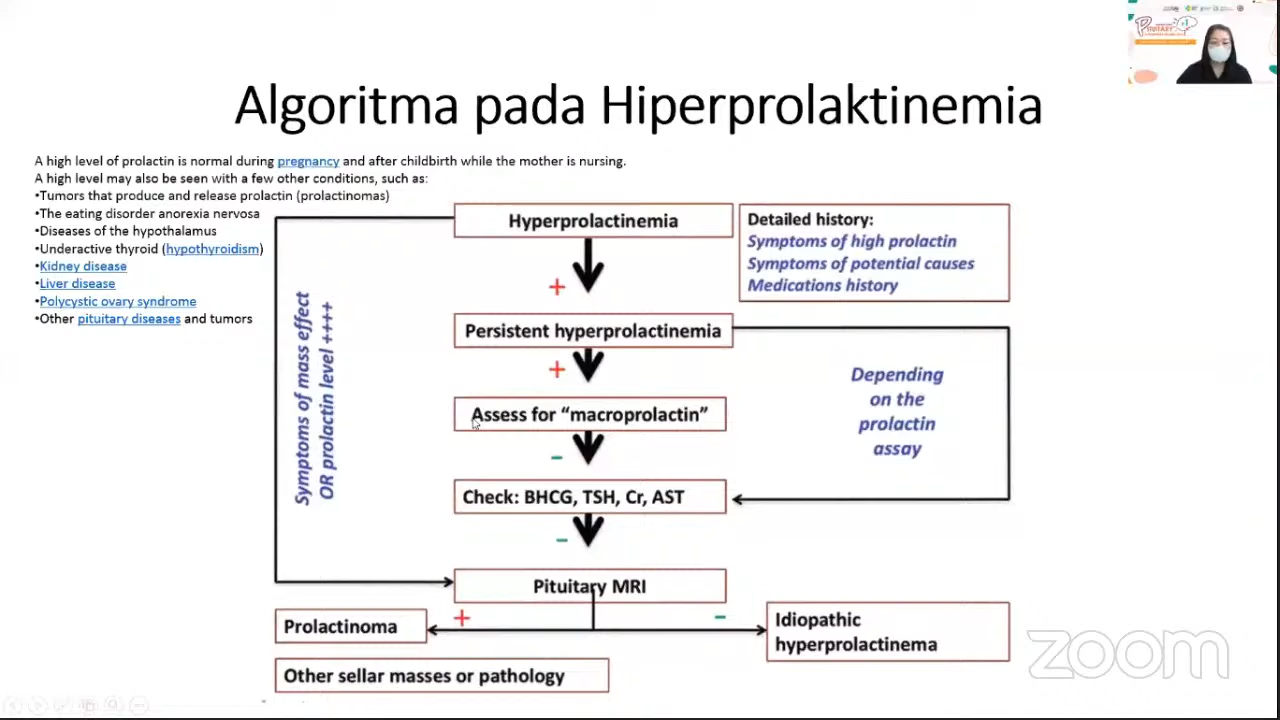 PITUITARY
Algoritma pada Hiperprolaktinemia
A high level of prolactin is normal during pregnancy and after childbirth while the mother is nursing.
A high level may also be seen with a few other conditions, such as:
•Tumors that produce and release prolactin (prolactinomas)
•The eating disorder anorexia nervosa
•Diseases of the hypothalamus
•Underactive thyroid (hypothyroidism)
•Kidney disease
•Liver disease
•Polycystic ovary syndrome
•Other pituitary diseases and tumors
Hyperprolactinemia
Detailed history:
Symptoms of high prolactin
Symptoms of potential causes
Medications history
+
Persistent hyperprolactinemia
+
Symptoms of mass effect
OR prolactin level ++++
Assess for “macroprolactin”
Depending
on the
prolactin
assay
–
Check: BHCG, TSH, Cr, AST
–
Pituitary MRI
+
–
Prolactinoma
Idiopathic
hyperprolactinema
Other sellar masses or pathology
zoom